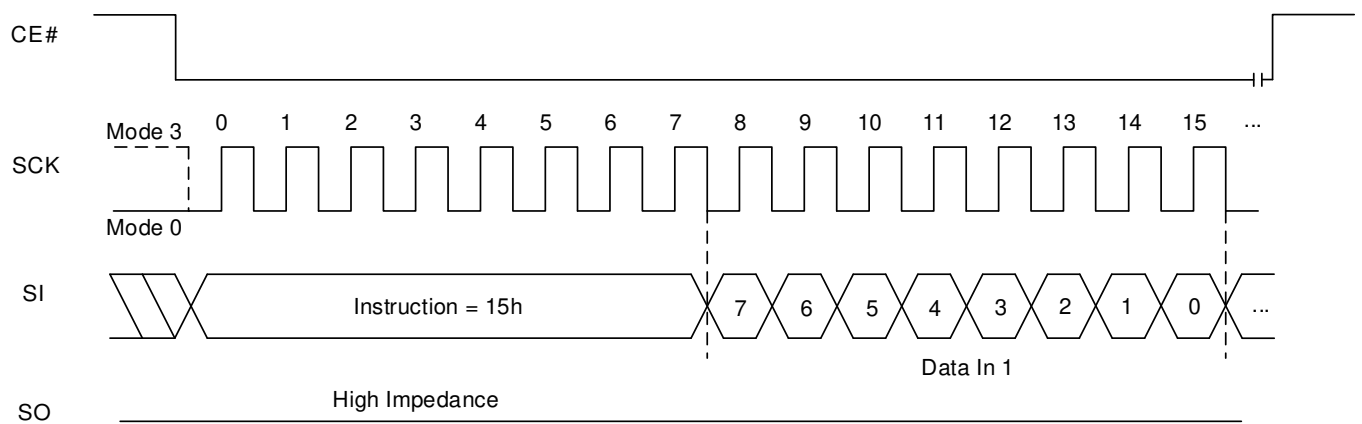 CE#
Mode 3 0 1 2 3 4 5 6 7 8 9 10 11 12 13 14 15 ...
SCK
Mode 0
SI Instruction = 15h 7 6 5 4 3 2 1 0 ...
Data In 1
High Impedance
SO